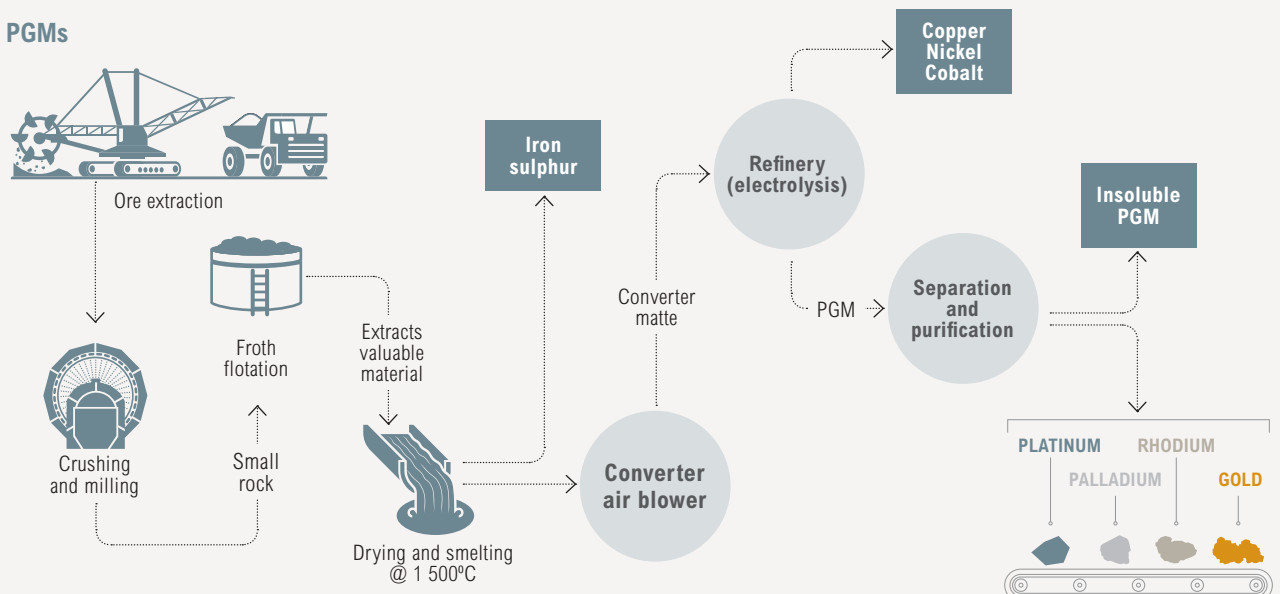 PGMs
Ore extraction
Crushing
and milling
Small
rock
Froth
flotation
Extracts
valuable
material
Drying and smelting
@ 1 500ºC
Iron
sulphur
Converter
air blower
Converter
matte
Refinery
(electrolysis)
Copper
Nickel
Cobalt
PGM
Separation
and
purification
Insoluble
PGM
PLATINUM
RHODIUM
PALLADIUM
GOLD